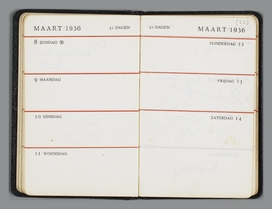 MAART 1936 31 DAGEN
8 ZONDAG
9 MAANDAG
10 DINSDAG
11 WOENSDAG
31 DAGEN MAART 1936
DONDERDAG 12
VRIJDAG 13
ZATERDAG 14